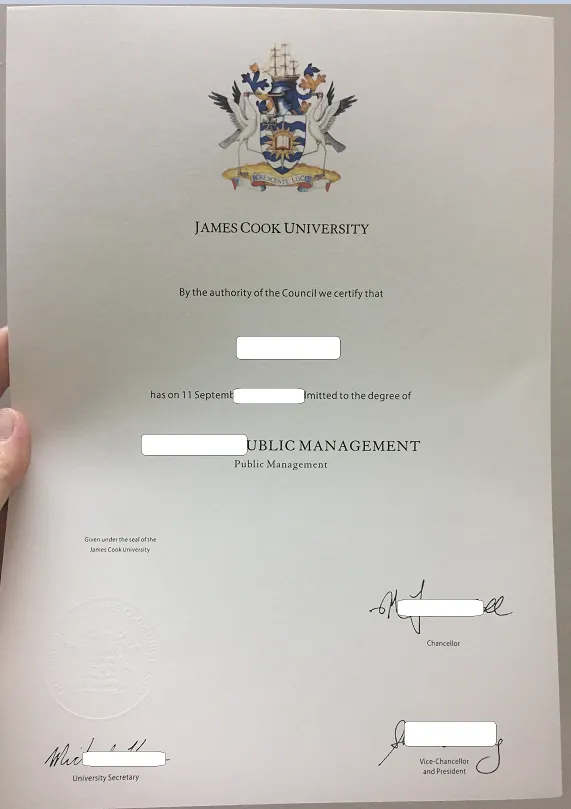 CRESCENTE LUCE
JAMES COOK UNIVERSITY
By the authority of the Council we certify that
has on 11 Septemb mitted to the degree of
UBLIC MANAGEMENT
Public Management
Given under the seal of the
James Cook University
Chancellor
University Secretary
Vice-Chancellor
and President